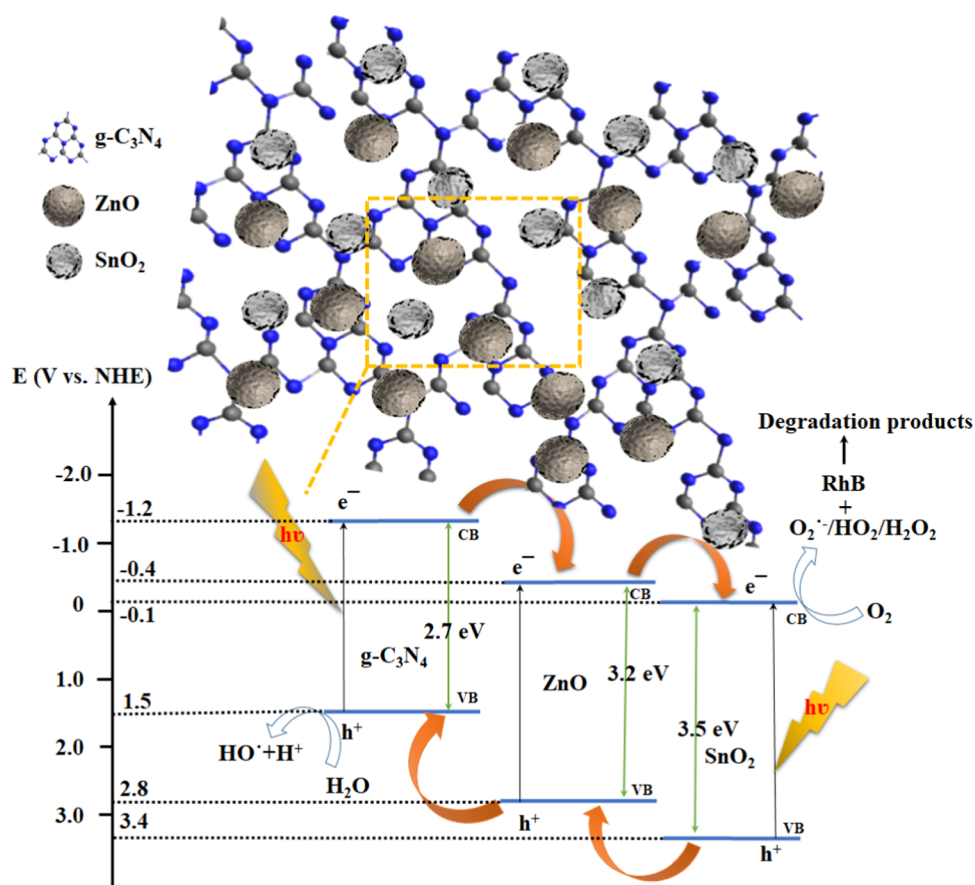 g-C₃N₄
ZnO
SnO₂
E (V vs. NHE)
Degradation products
RhB
+
O₂˙⁻/HO₂/H₂O₂
O₂
-2.0
-1.2
-1.0
-0.4
0
-0.1
1.0
1.5
2.0
2.8
3.0
3.4
hυ
e⁻
CB
2.7 eV
g-C₃N₄
VB
h⁺
HO˙+H⁺
H₂O
e⁻
CB
3.2 eV
ZnO
VB
h⁺
e⁻
CB
3.5 eV
SnO₂
hυ
VB
h⁺